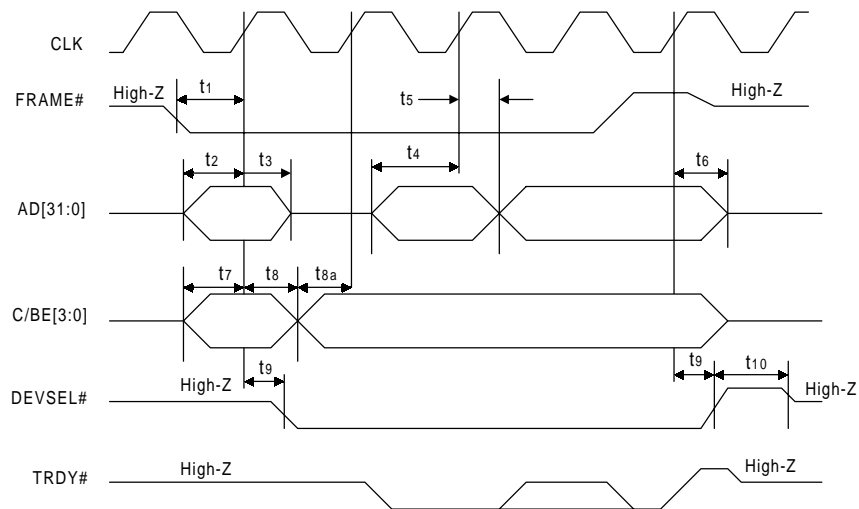 CLK
FRAME#
High-Z
t1
t5
High-Z
t2
t3
t4
t6
AD[31:0]
t7
t8
t8a
C/BE[3:0]
High-Z
t9
t9
t10
High-Z
DEVSEL#
High-Z
High-Z
TRDY#